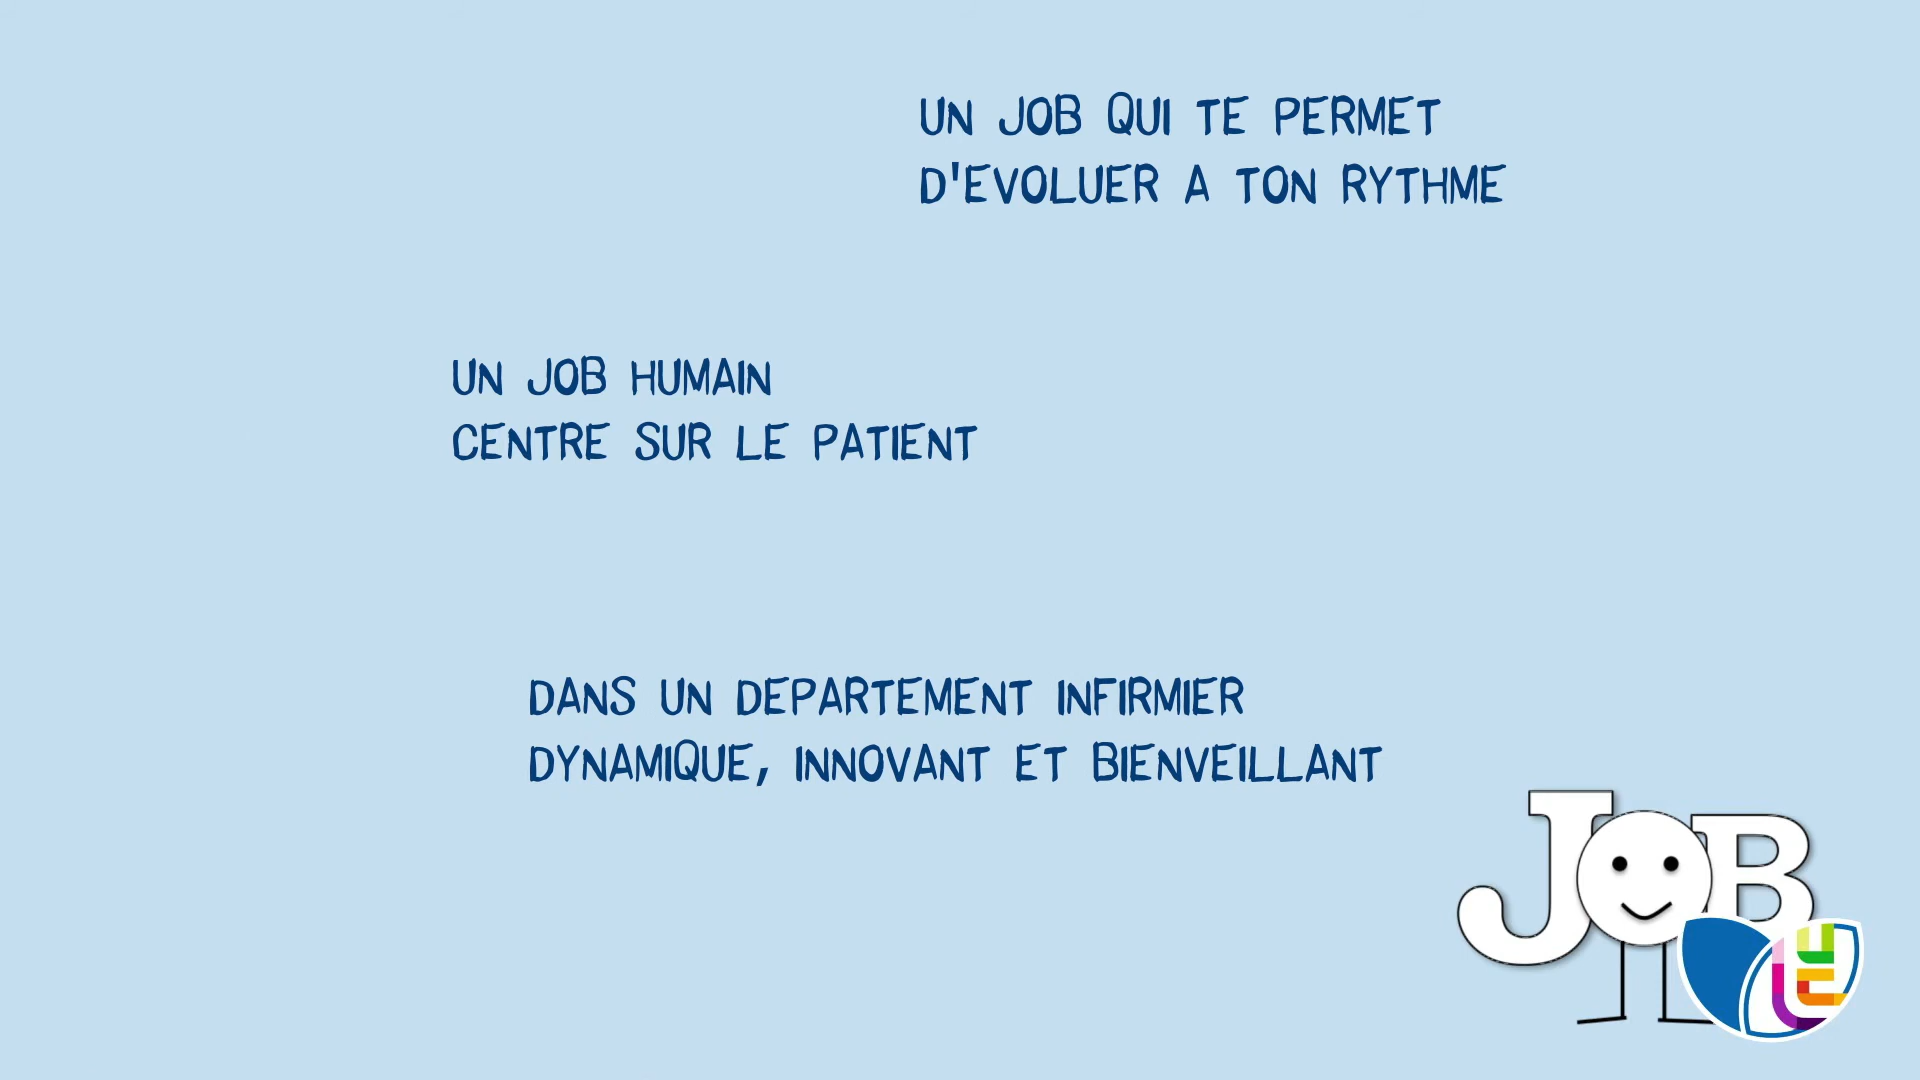 UN JOB QUI TE PERMET
D'EVOLUER A TON RYTHME
UN JOB HUMAIN
CENTRE SUR LE PATIENT
DANS UN DEPARTEMENT INFIRMIER
DYNAMIQUE, INNOVANT ET BIENVEILLANT
JOB